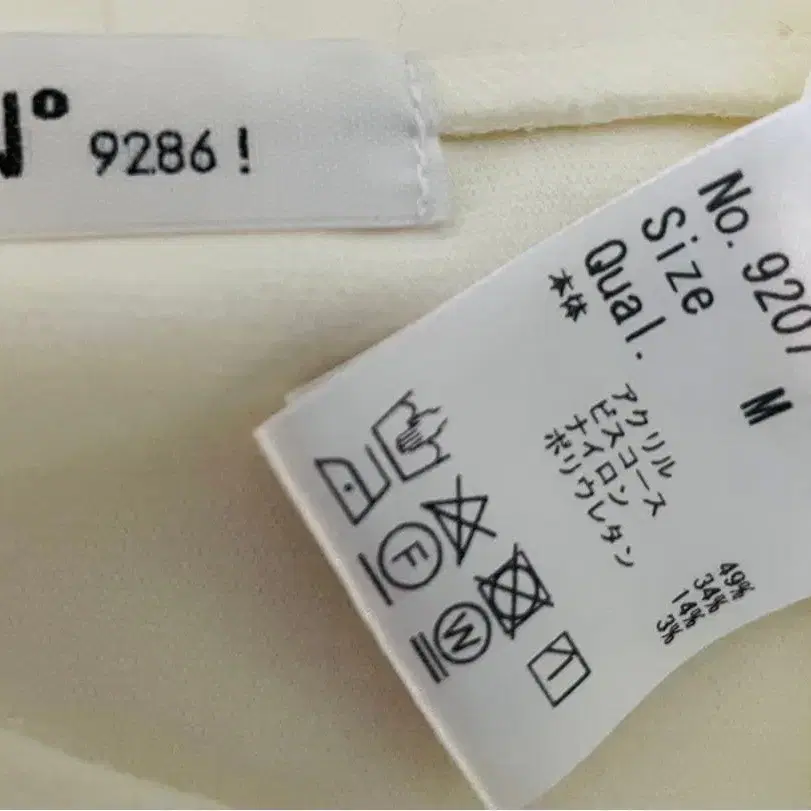 N° 9286!
No. 9207
Size M
Qual.
本体
アクリル 49%
ビスコース 34%
ナイロン 14%
ポリウレタン 3%
F
W